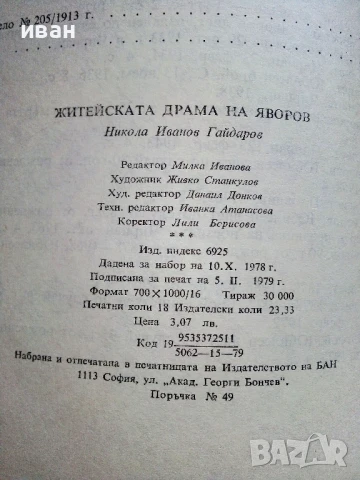 ело № 205/1913 г.
иван
ЖИТЕЙСКАТА ДРАМА НА ЯВОРОВ
Никола Иванов Гайдаров
Редактор Милка Иванова
Художник Живко Станкулов
Худ. редактор Данаил Донков
Техн. редактор Иванка Атанасова
Коректор Лили Борисова
* * *
Изд. индекс 6925
Дадена за набор на 10.X. 1978 г.
Подписана за печат на 5. II. 1979 г.
Формат 700×1000/16 Тираж 30 000
Печатни коли 18 Издателски коли 23,33
Цена 3,07 лв.
Код 19 9535372511
5062—15—79
Набрана и отпечатана в печатницата на Издателството на БАН
1113 София, ул. „Акад. Георги Бончев".
Поръчка № 49
BAZAR.BG